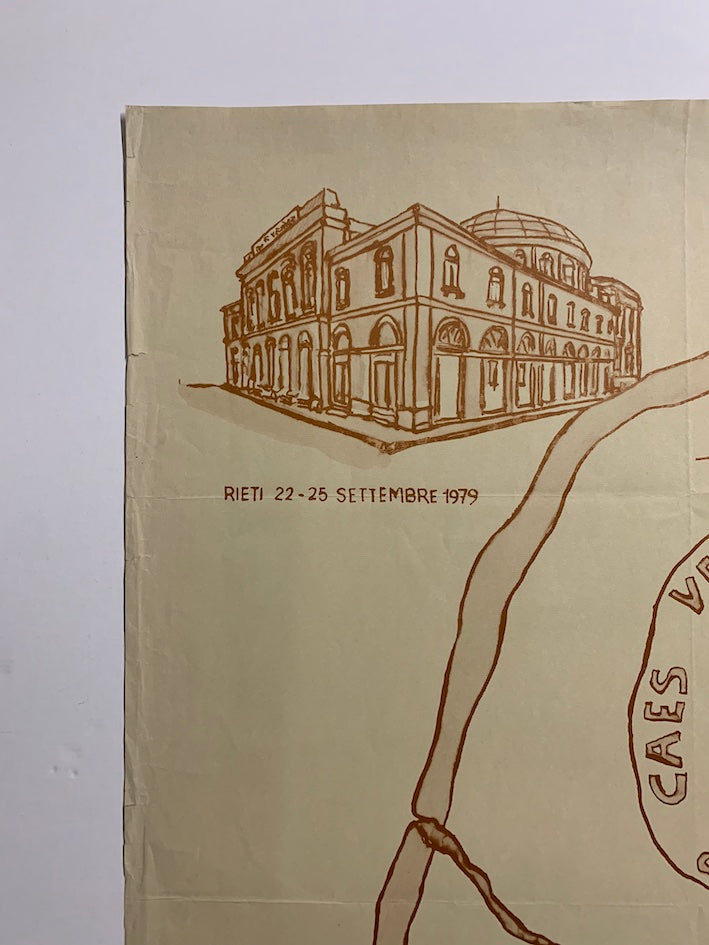 RIETI 22-25 SETTEMBRE 1979
CAES